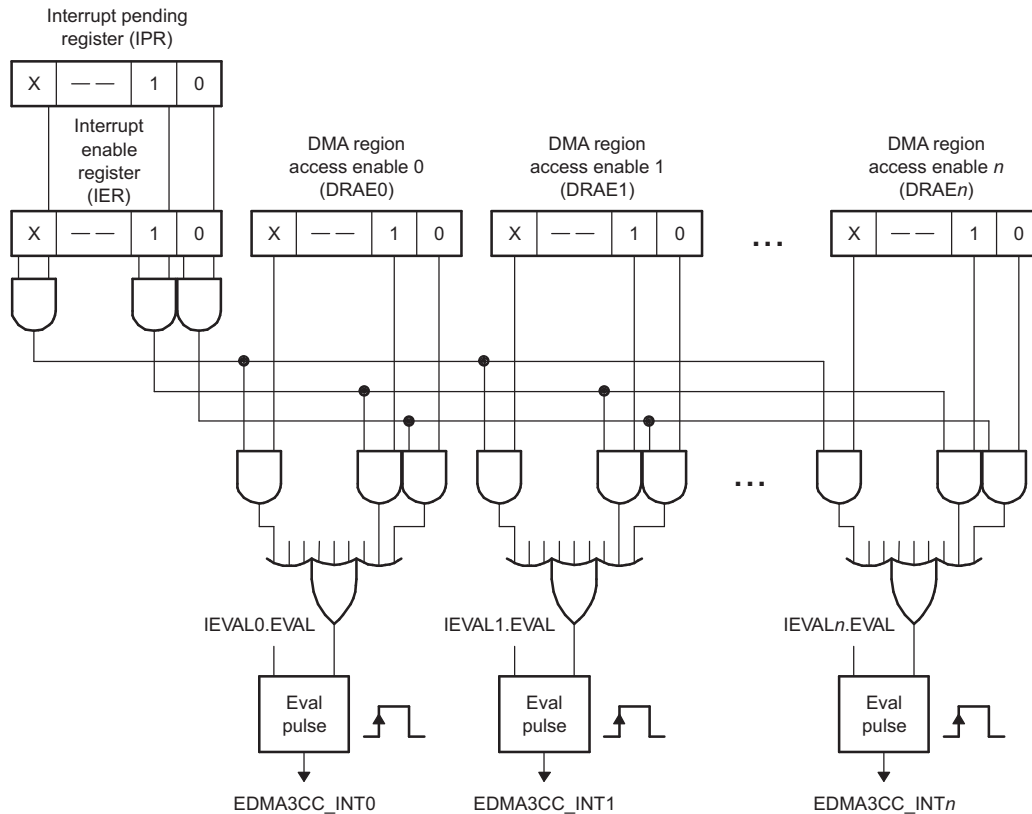 Interrupt pending
register (IPR)
X — — 1 0
Interrupt
enable
register
(IER)
DMA region
access enable 0
(DRAE0)
DMA region
access enable 1
(DRAE1)
DMA region
access enable n
(DRAEn)
X — — 1 0
X — — 1 0
X — — 1 0
...
X — — 1 0
...
IEVAL0.EVAL
IEVAL1.EVAL
IEVALn.EVAL
Eval
pulse
Eval
pulse
Eval
pulse
EDMA3CC_INT0
EDMA3CC_INT1
EDMA3CC_INTn